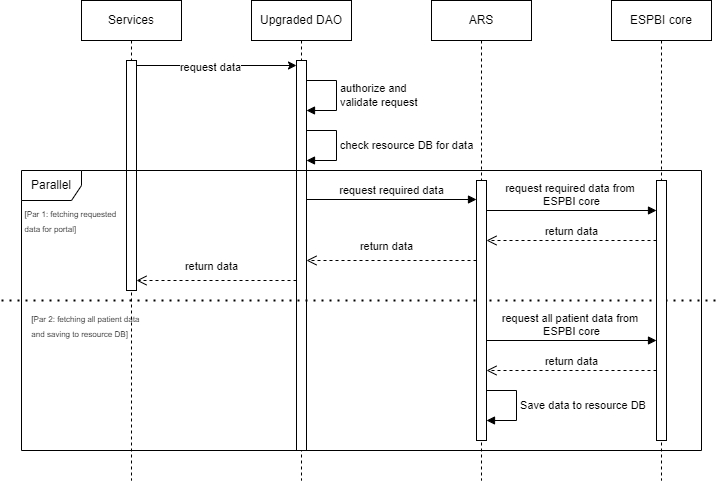 Services
Upgraded DAO
ARS
ESPBI core
request data
authorize and
validate request
check resource DB for data
Parallel
[Par 1: fetching requested
data for portal]
request required data
request required data from
ESPBI core
return data
return data
return data
[Par 2: fetching all patient data
and saving to resource DB]
request all patient data from
ESPBI core
return data
Save data to resource DB